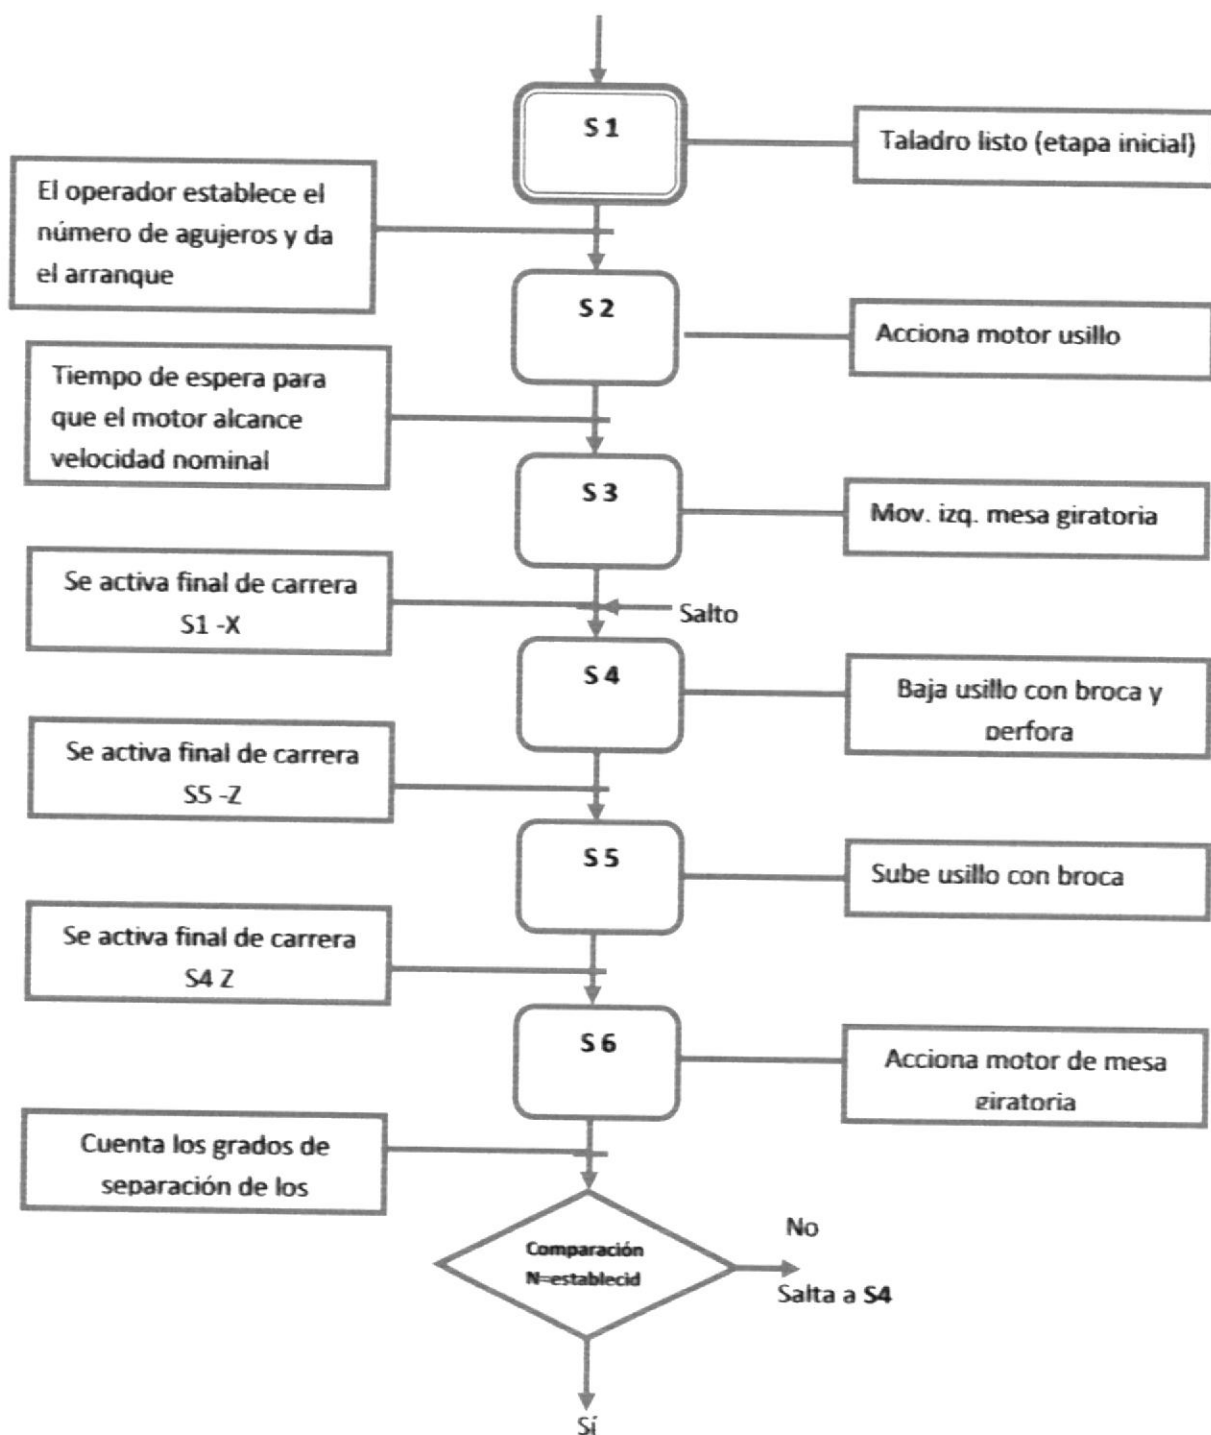 S 1
Taladro listo (etapa inicial)
El operador establece el
número de agujeros y da
el arranque
S 2
Acciona motor usillo
Tiempo de espera para
que el motor alcance
velocidad nominal
S 3
Mov. izq. mesa giratoria
Se activa final de carrera
S1 -X
Salto
S 4
Baja usillo con broca y
perfora
Se activa final de carrera
S5 -Z
S 5
Sube usillo con broca
Se activa final de carrera
S4 Z
S 6
Acciona motor de mesa
giratoria
Cuenta los grados de
separación de los
Comparación
N=establecid
No
Salta a S4
Sí